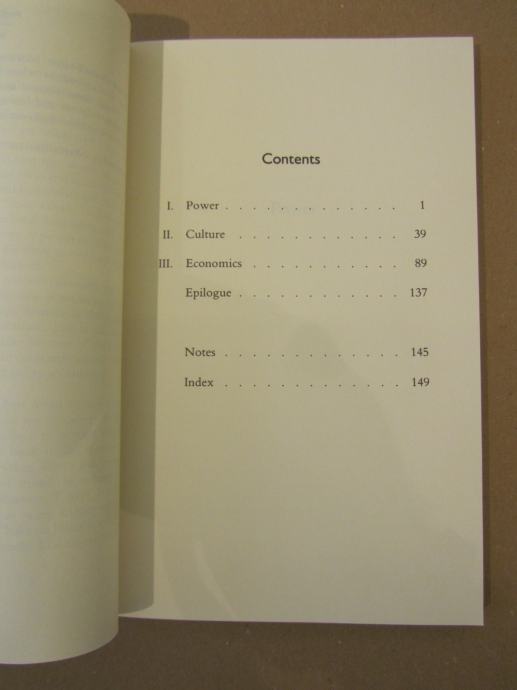 Contents
I. Power . . . . . . . . . . . . . 1
II. Culture . . . . . . . . . . . . 39
III. Economics . . . . . . . . . . . 89
Epilogue . . . . . . . . . . . . 137
Notes . . . . . . . . . . . . . 145
Index . . . . . . . . . . . . . 149